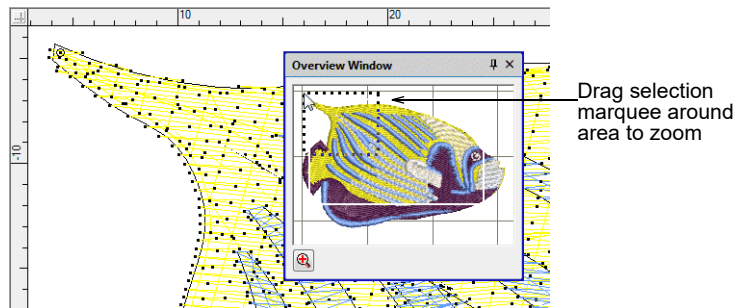 10
20
Overview Window
Drag selection
marquee around
area to zoom
-10